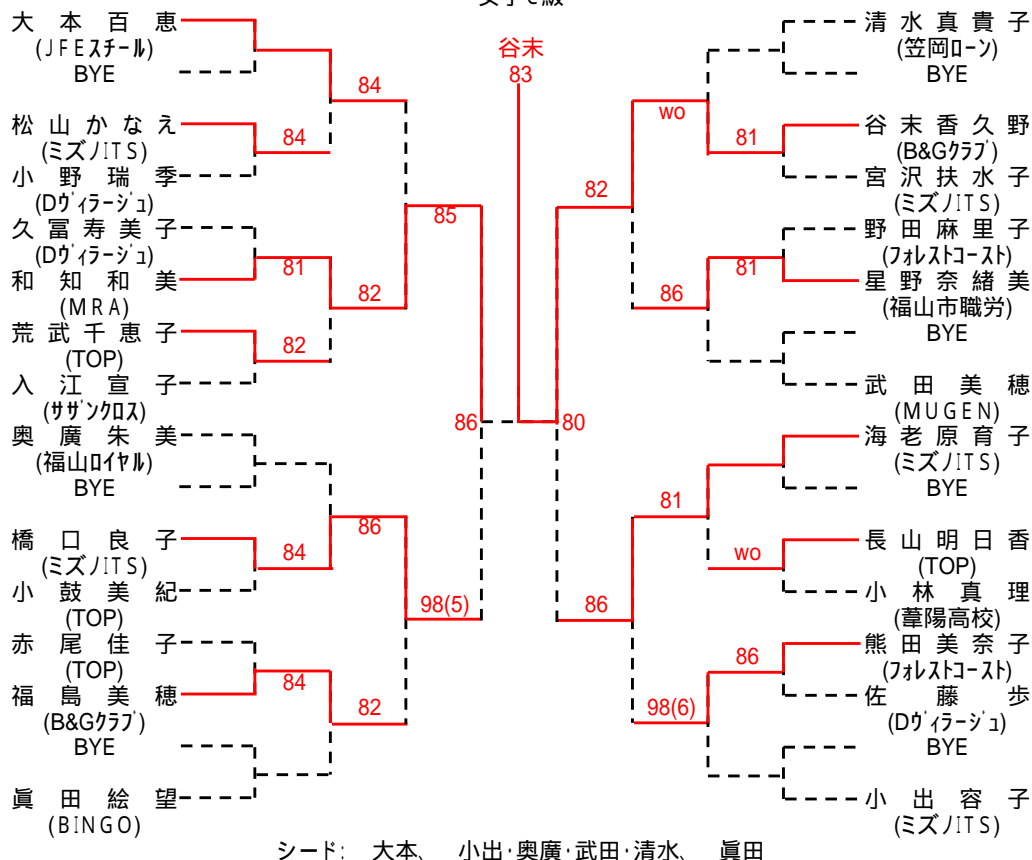 谷末
83
大本百恵
(JFEスチール)
BYE
84
松山かなえ
(ミズノITS)
84
小野瑞季
(Dヴィラージュ)
85
久冨寿美子
(Dヴィラージュ)
81
和知和美
(MRA)
82
荒武千恵子
(TOP)
82
入江宣子
(サザンクロス)
86
奥廣朱美
(福山ロイヤル)
BYE
86
橋口良子
(ミズノITS)
84
小鼓美紀
(TOP)
98(5)
赤尾佳子
(TOP)
84
福島美穂
(B&Gクラブ)
82
BYE
眞田絵望
(BINGO)
清水真貴子
(笠岡ローン)
BYE
wo
谷末香久野
(B&Gクラブ)
81
宮沢扶水子
(ミズノITS)
82
野田麻里子
(フォレストコースト)
81
星野奈緒美
(福山市職労)
86
BYE
武田美穂
(MUGEN)
80
海老原育子
(ミズノITS)
BYE
81
長山明日香
(TOP)
wo
小林真理
(葦陽高校)
86
熊田美奈子
(フォレストコースト)
86
佐藤歩
(Dヴィラージュ)
98(6)
BYE
小出容子
(ミズノITS)
シード: 大本、 小出・奥廣・武田・清水、 眞田